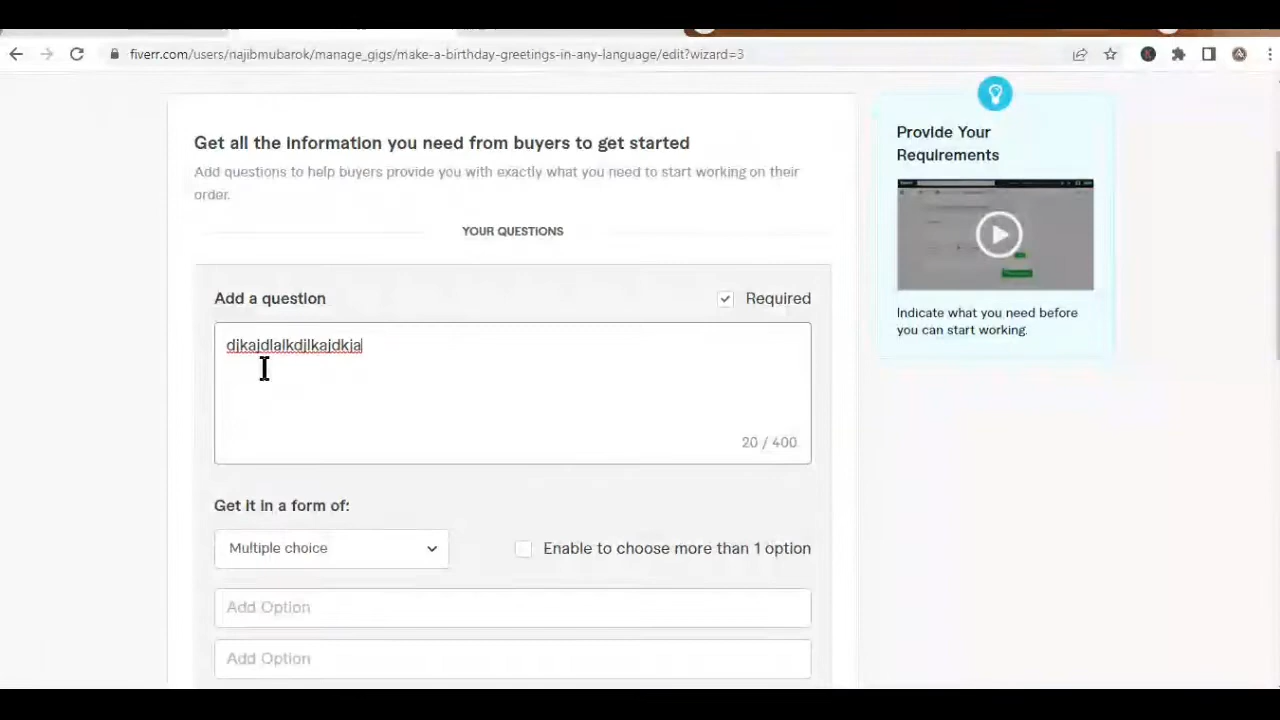 fiverr.com/users/najibmubarok/manage_gigs/make-a-birthday-greetings-in-any-language/edit?wizard=3
Get all the information you need from buyers to get started
Add questions to help buyers provide you with exactly what you need to start working on their
order.
YOUR QUESTIONS
Add a question
Required
djkajdlalkdjlkajdkja
20 / 400
Get it in a form of:
Multiple choice
Enable to choose more than 1 option
Add Option
Add Option
Provide Your
Requirements
Indicate what you need before
you can start working.